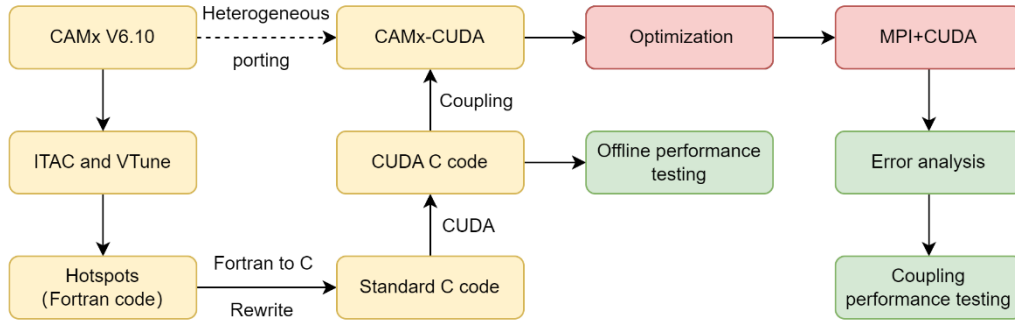 CAMx V6.10
Heterogeneous
porting
CAMx-CUDA
Optimization
MPI+CUDA
Coupling
ITAC and VTune
CUDA C code
Offline performance
testing
Error analysis
CUDA
Hotspots
(Fortran code)
Fortran to C
Rewrite
Standard C code
Coupling
performance testing